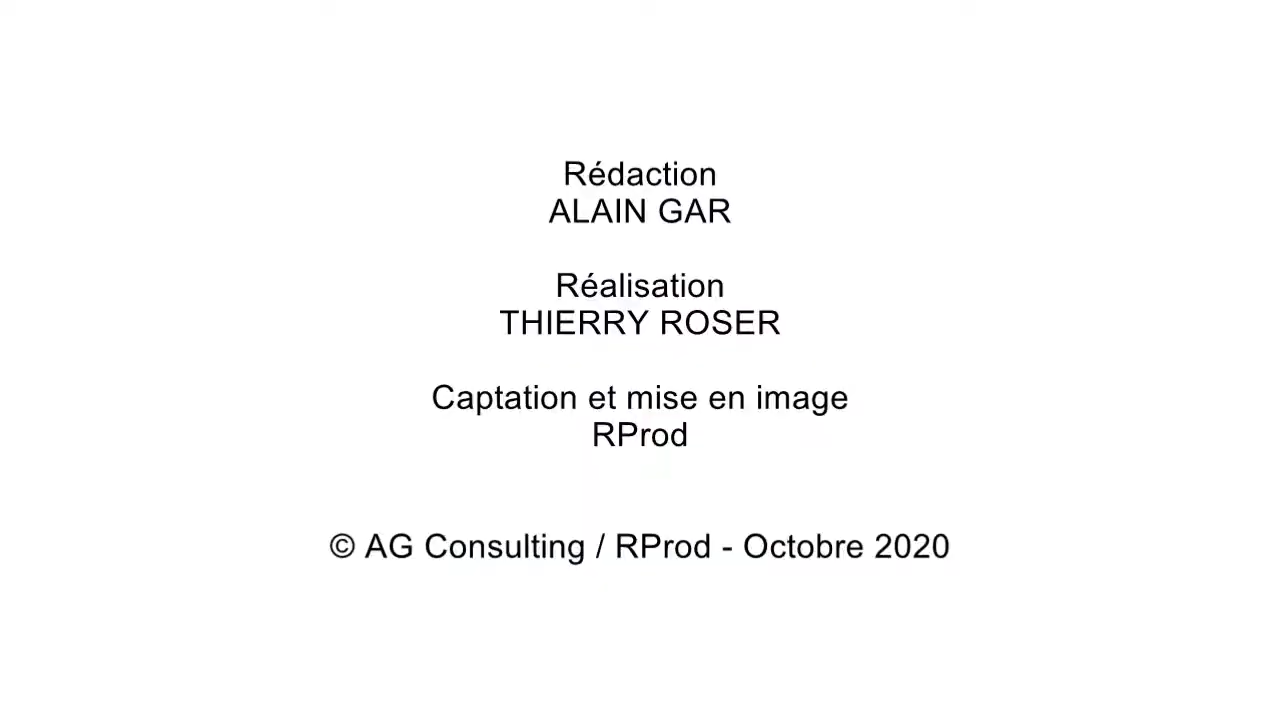 Rédaction
ALAIN GAR
Réalisation
THIERRY ROSER
Captation et mise en image
RProd
© AG Consulting / RProd - Octobre 2020